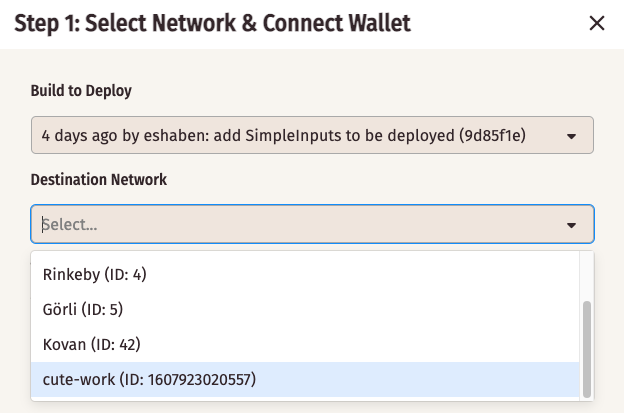 Step 1: Select Network & Connect Wallet
Build to Deploy
4 days ago by eshaben: add SimpleInputs to be deployed (9d85f1e)
Destination Network
Select...
Rinkeby (ID: 4)
Görli (ID: 5)
Kovan (ID: 42)
cute-work (ID: 1607923020557)